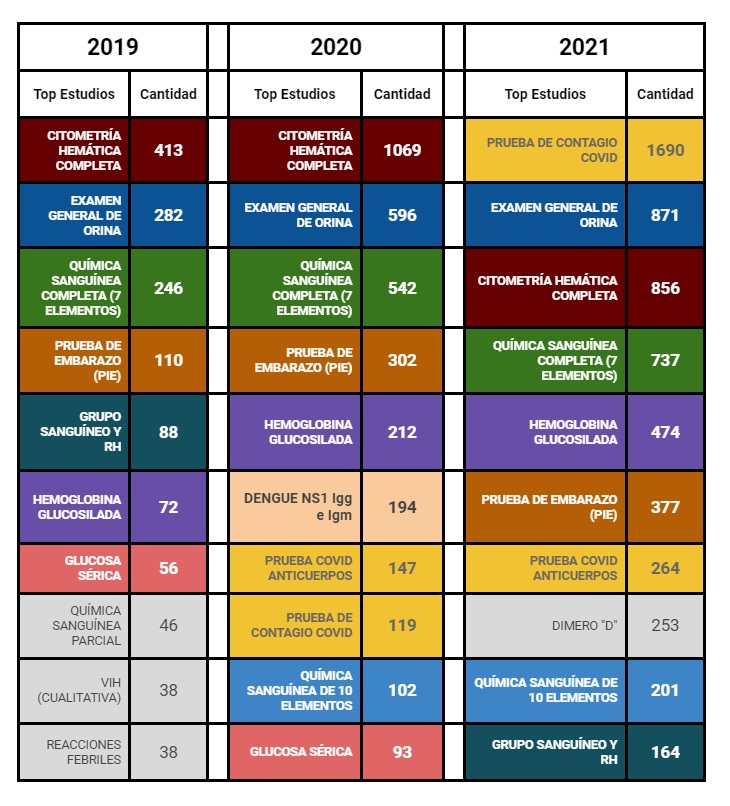 2019
2020
2021
Top Estudios
Cantidad
Top Estudios
Cantidad
Top Estudios
Cantidad
CITOMETRÍA
HEMÁTICA
COMPLETA
413
CITOMETRÍA
HEMÁTICA
COMPLETA
1069
PRUEBA DE CONTAGIO
COVID
1690
EXAMEN
GENERAL DE
ORINA
282
EXAMEN GENERAL
DE ORINA
596
EXAMEN GENERAL DE
ORINA
871
QUÍMICA
SANGUÍNEA
COMPLETA (7
ELEMENTOS)
246
QUÍMICA
SANGUÍNEA
COMPLETA (7
ELEMENTOS)
542
CITOMETRÍA HEMÁTICA
COMPLETA
856
PRUEBA DE
EMBARAZO
(PIE)
110
PRUEBA DE
EMBARAZO (PIE)
302
QUÍMICA SANGUÍNEA
COMPLETA (7
ELEMENTOS)
737
GRUPO
SANGUÍNEO Y
RH
88
HEMOGLOBINA
GLUCOSILADA
212
HEMOGLOBINA
GLUCOSILADA
474
HEMOGLOBINA
GLUCOSILADA
72
DENGUE NS1 Igg
e Igm
194
PRUEBA DE EMBARAZO
(PIE)
377
GLUCOSA
SÉRICA
56
PRUEBA COVID
ANTICUERPOS
147
PRUEBA COVID
ANTICUERPOS
264
QUÍMICA
SANGUÍNEA
PARCIAL
46
PRUEBA DE
CONTAGIO COVID
119
DIMERO "D"
253
VIH
(CUALITATIVA)
38
QUÍMICA
SANGUÍNEA DE 10
ELEMENTOS
102
QUÍMICA SANGUÍNEA DE
10 ELEMENTOS
201
REACCIONES
FEBRILES
38
GLUCOSA SÉRICA
93
GRUPO SANGUÍNEO Y
RH
164